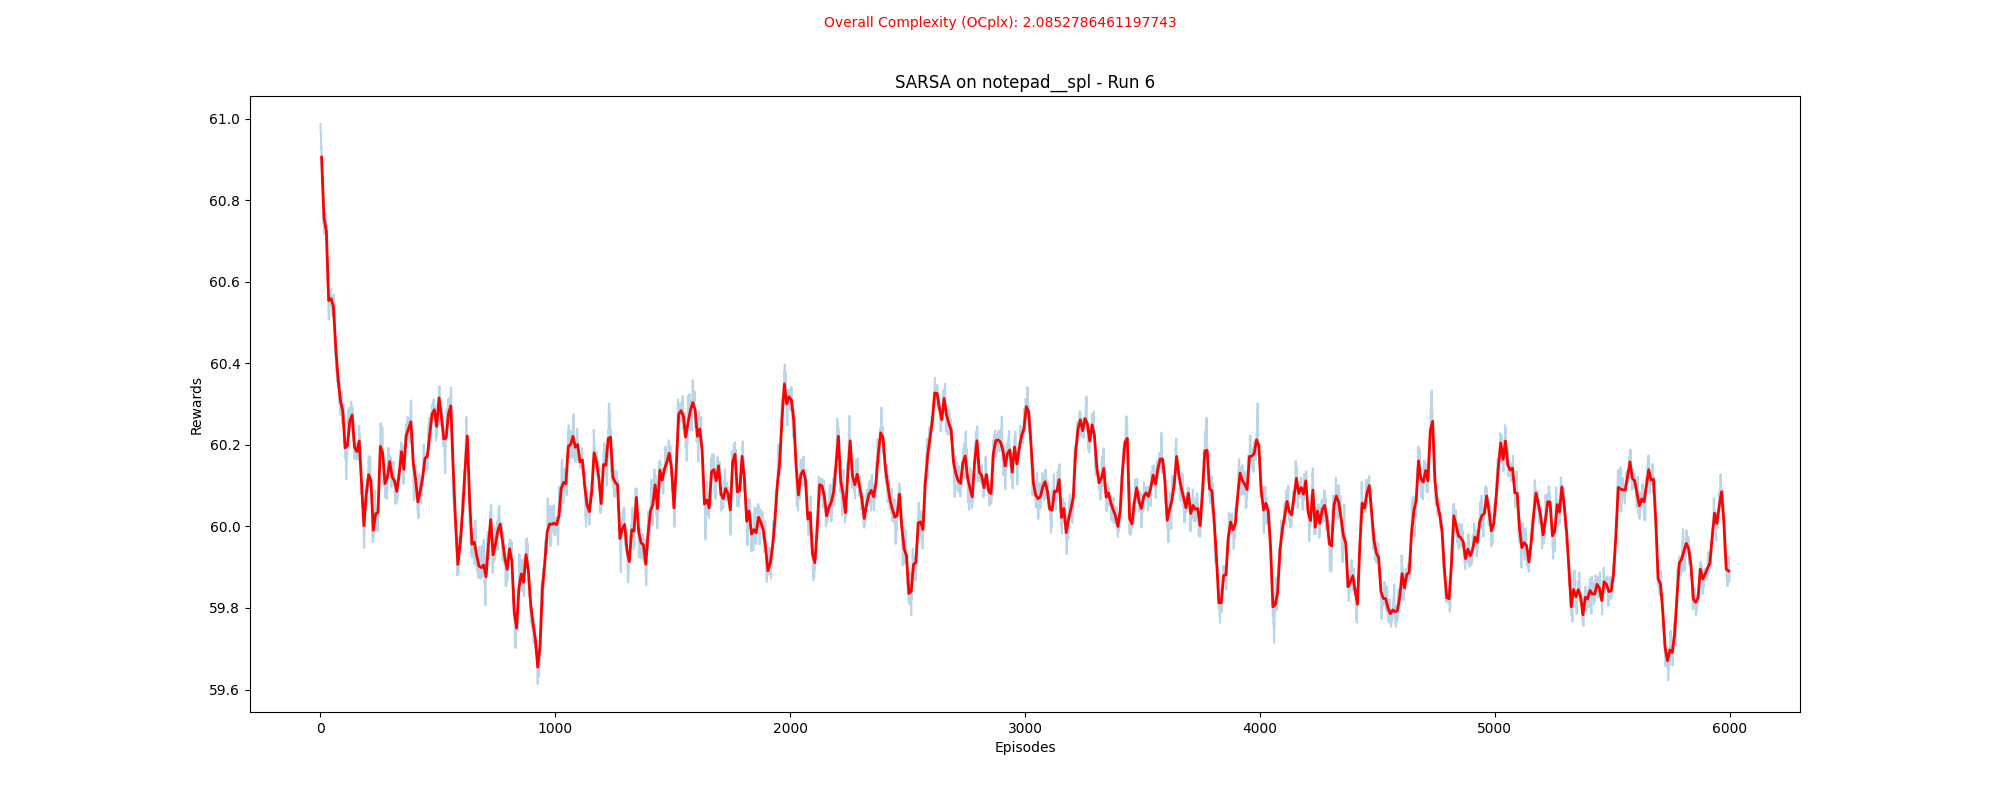 Overall Complexity (OCplx): 2.0852786461197743
SARSA on notepad__spl - Run 6
61.0
60.8
60.6
60.4
60.2
60.0
59.8
59.6
Rewards
0 1000 2000 3000 4000 5000 6000
Episodes